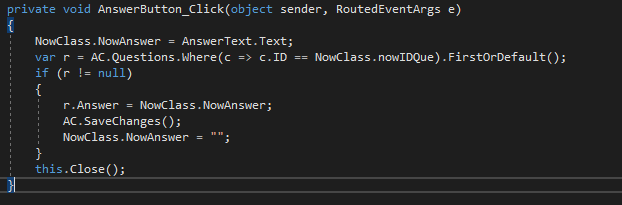 private void AnswerButton_Click(object sender, RoutedEventArgs e)
{
NowClass.NowAnswer = AnswerText.Text;
var r = AC.Questions.Where(c => c.ID == NowClass.nowIDQue).FirstOrDefault();
if (r != null)
{
r.Answer = NowClass.NowAnswer;
AC.SaveChanges();
NowClass.NowAnswer = "";
}
this.Close();
}